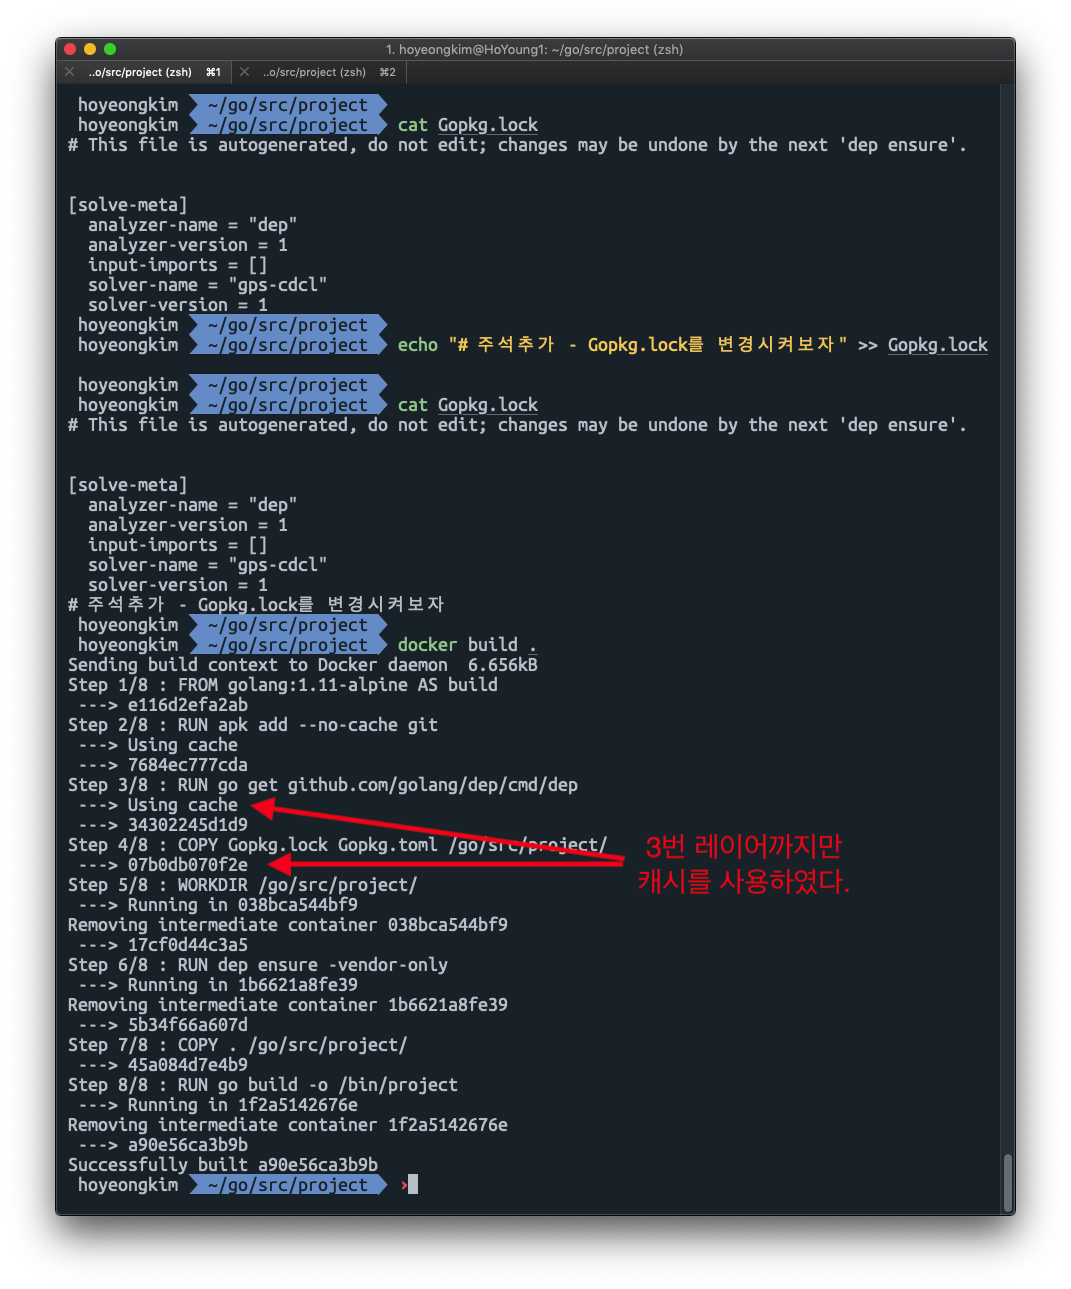 1. hoyeongkim@HoYoung1: ~/go/src/project (zsh)
..o/src/project (zsh) ⌘1 ..o/src/project (zsh) ⌘2
hoyeongkim ~/go/src/project
hoyeongkim ~/go/src/project cat Gopkg.lock
# This file is autogenerated, do not edit; changes may be undone by the next 'dep ensure'.
[solve-meta]
analyzer-name = "dep"
analyzer-version = 1
input-imports = []
solver-name = "gps-cdcl"
solver-version = 1
hoyeongkim ~/go/src/project
hoyeongkim ~/go/src/project echo "# 주석추가 - Gopkg.lock를 변경시켜보자" >> Gopkg.lock
hoyeongkim ~/go/src/project
hoyeongkim ~/go/src/project cat Gopkg.lock
# This file is autogenerated, do not edit; changes may be undone by the next 'dep ensure'.
[solve-meta]
analyzer-name = "dep"
analyzer-version = 1
input-imports = []
solver-name = "gps-cdcl"
solver-version = 1
# 주석추가 - Gopkg.lock를 변경시켜보자
hoyeongkim ~/go/src/project
hoyeongkim ~/go/src/project docker build .
Sending build context to Docker daemon 6.656kB
Step 1/8 : FROM golang:1.11-alpine AS build
---> e116d2efa2ab
Step 2/8 : RUN apk add --no-cache git
---> Using cache
---> 7684ec777cda
Step 3/8 : RUN go get github.com/golang/dep/cmd/dep
---> Using cache
---> 34302245d1d9
Step 4/8 : COPY Gopkg.lock Gopkg.toml /go/src/project/
---> 07b0db070f2e
3번 레이어까지만
캐시를 사용하였다.
Step 5/8 : WORKDIR /go/src/project/
---> Running in 038bca544bf9
Removing intermediate container 038bca544bf9
---> 17cf0d44c3a5
Step 6/8 : RUN dep ensure -vendor-only
---> Running in 1b6621a8fe39
Removing intermediate container 1b6621a8fe39
---> 5b34f66a607d
Step 7/8 : COPY . /go/src/project/
---> 45a084d7e4b9
Step 8/8 : RUN go build -o /bin/project
---> Running in 1f2a5142676e
Removing intermediate container 1f2a5142676e
---> a90e56ca3b9b
Successfully built a90e56ca3b9b
hoyeongkim ~/go/src/project ›